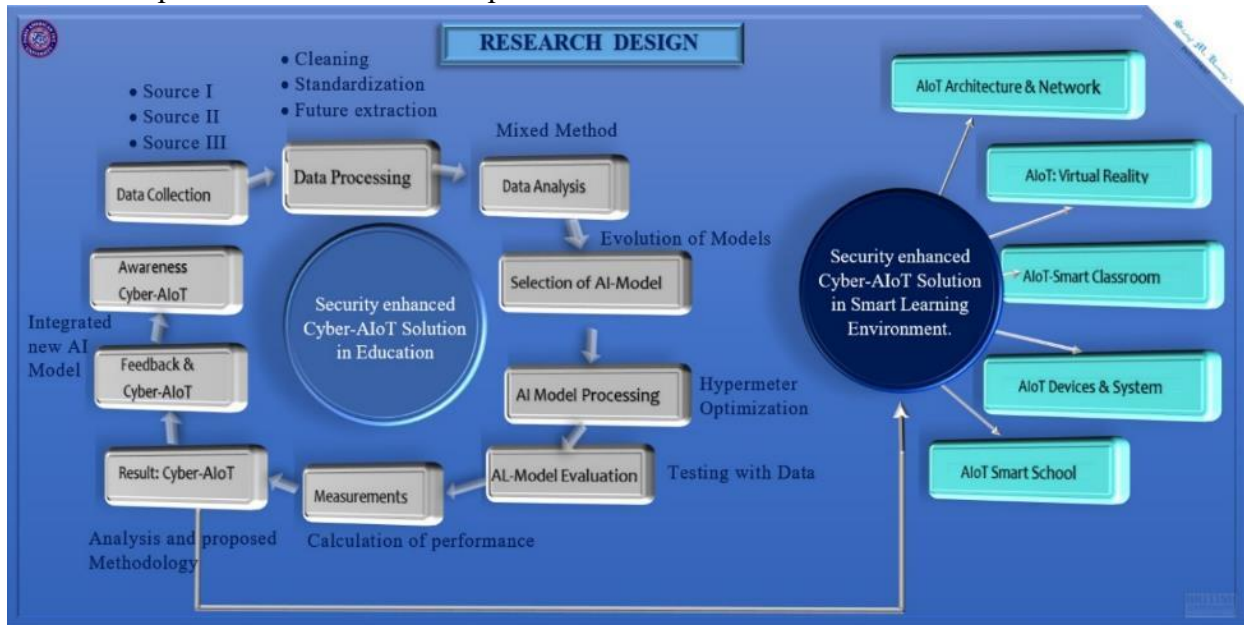 RESEARCH DESIGN
• Source I
• Source II
• Source III
• Cleaning
• Standardization
• Future extraction
Mixed Method
Data Collection
Data Processing
Data Analysis
Evolution of Models
Selection of AI-Model
AI Model Processing
Hypermeter
Optimization
AL-Model Evaluation
Testing with Data
Measurements
Calculation of performance
Result: Cyber-AIoT
Analysis and proposed
Methodology
Feedback &
Cyber-AIoT
Integrated
new AI
Model
Awareness
Cyber-AIoT
Security enhanced
Cyber-AIoT Solution
in Education
Security enhanced
Cyber-AIoT Solution
in Smart Learning
Environment.
AIoT Architecture & Network
AIoT: Virtual Reality
AIoT-Smart Classroom
AIoT Devices & System
AIoT Smart School